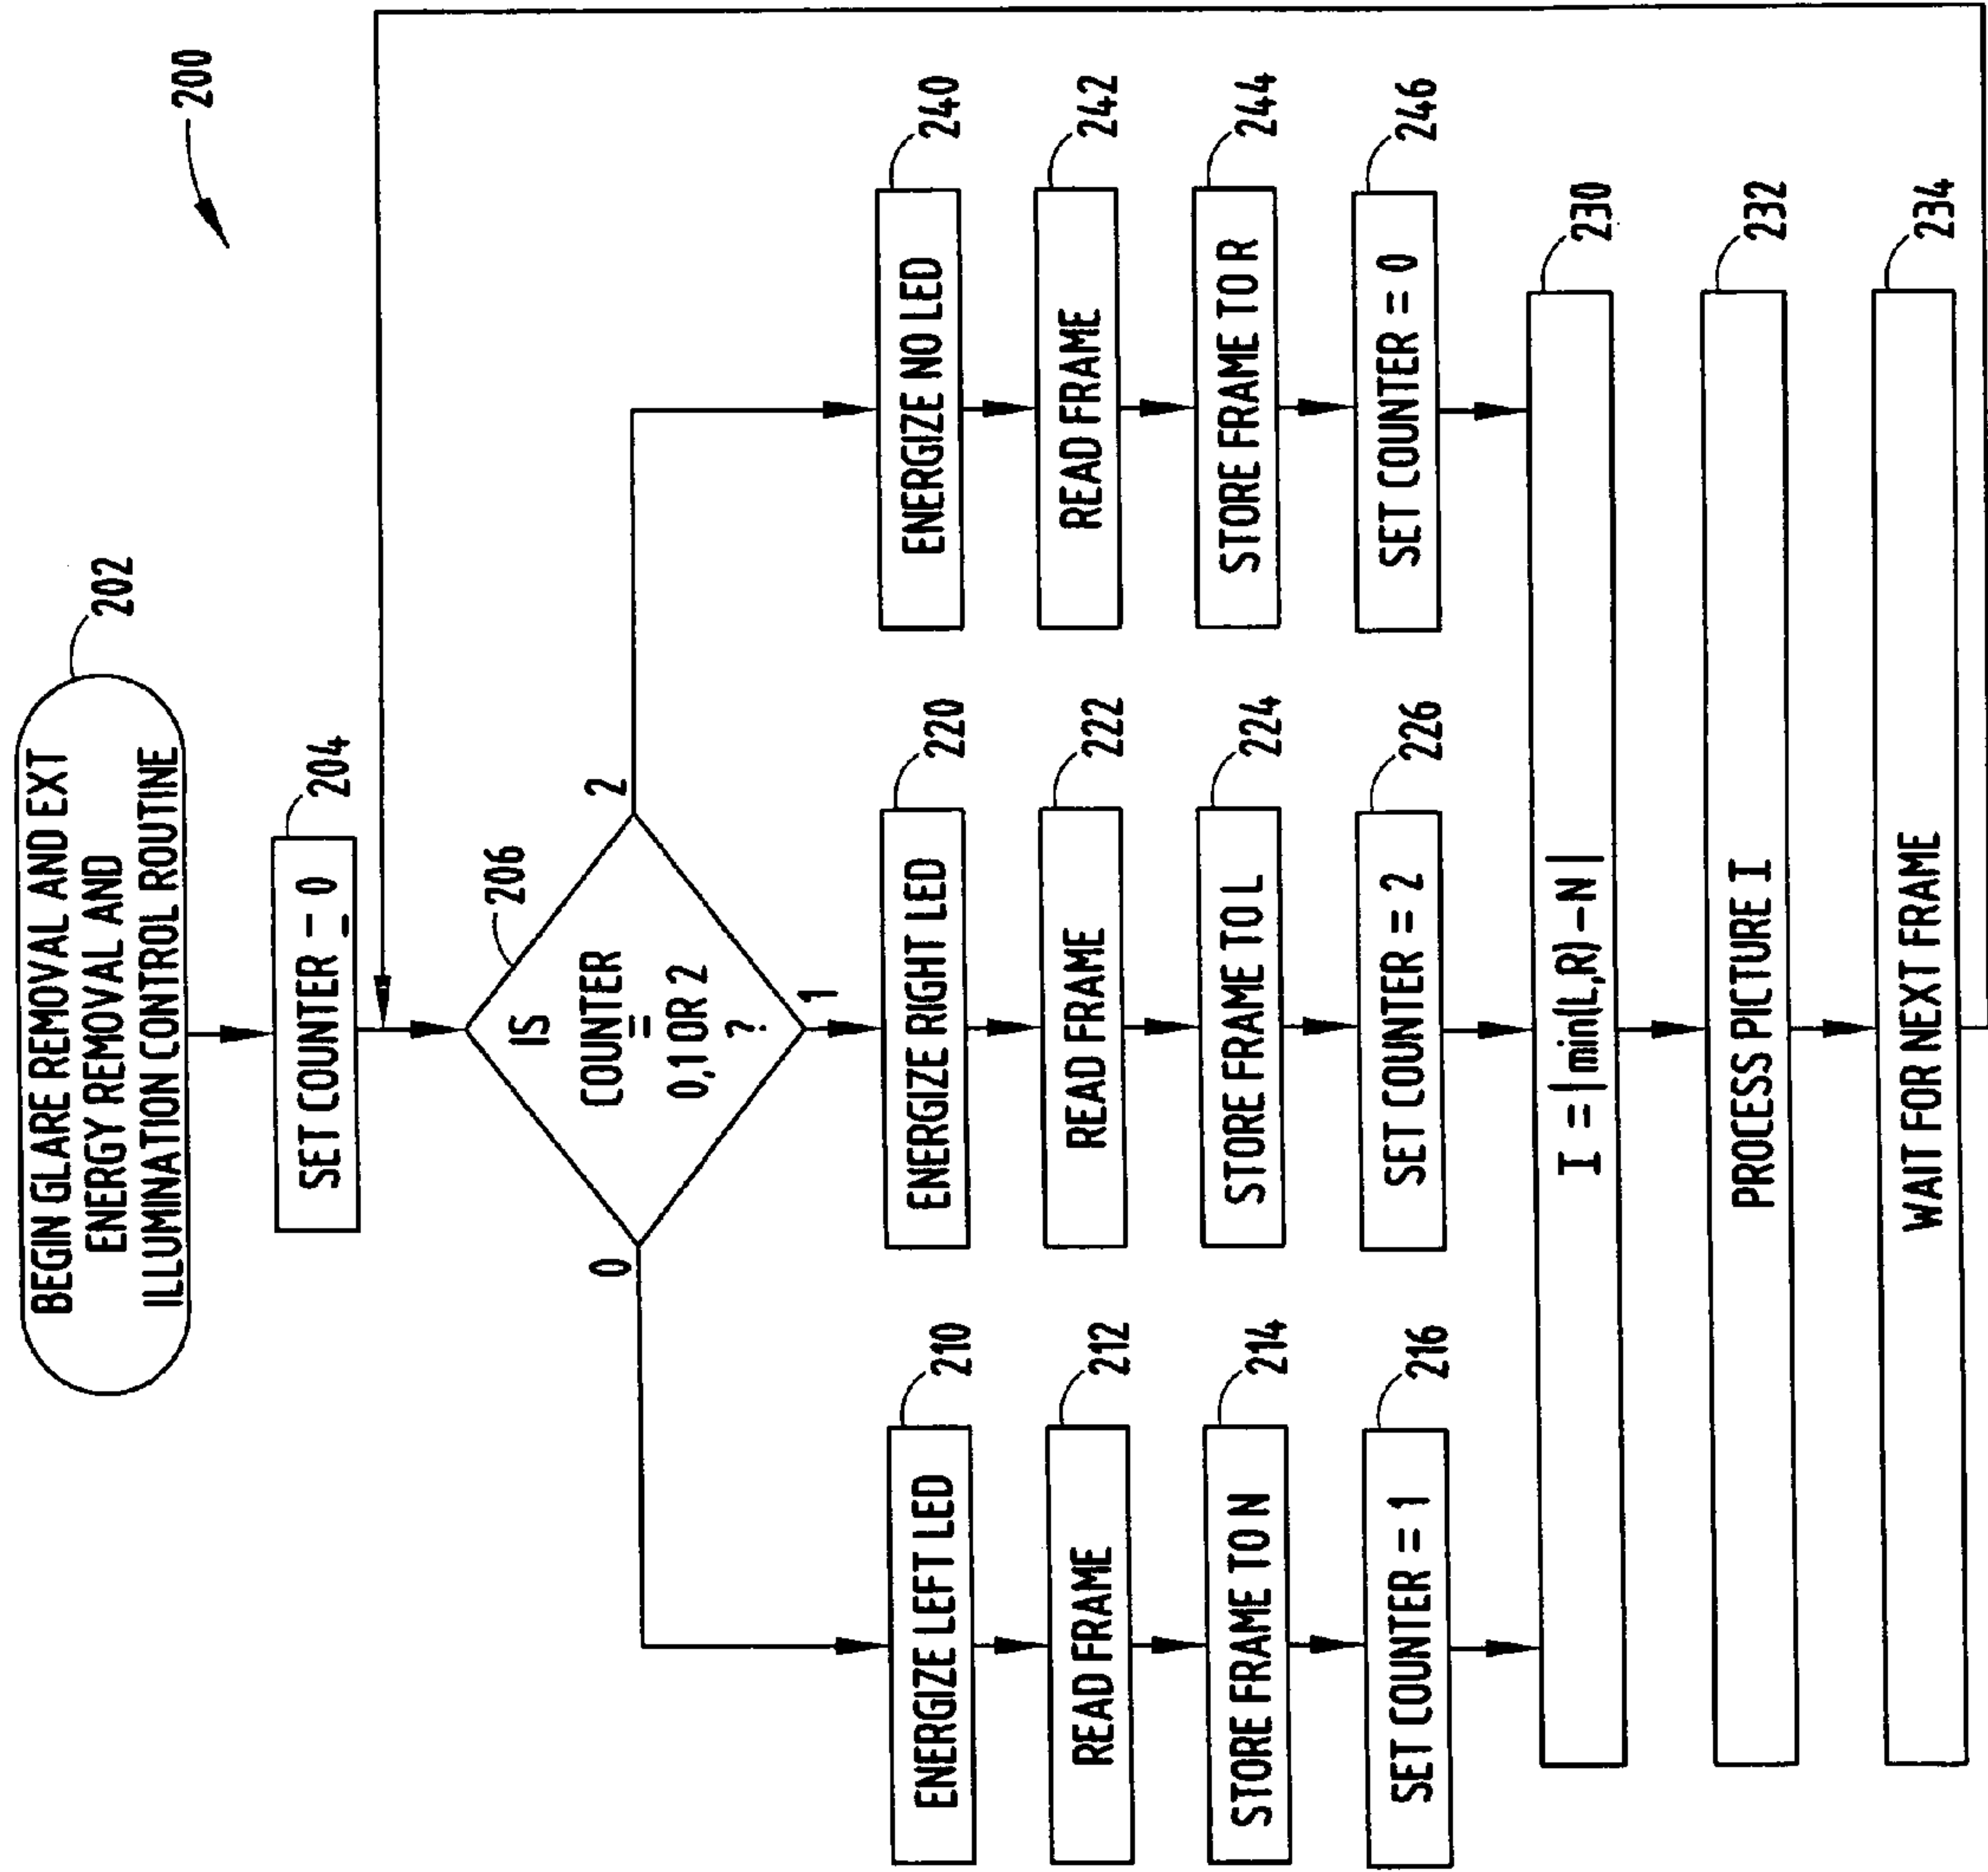 200
BEGIN GLARE REMOVAL AND EXT
ENERGY REMOVAL AND
ILLUMINATION CONTROL ROUTINE
202
SET COUNTER = 0
204
IS
COUNTER
=
0,1 OR 2
?
206
0
1
2
ENERGIZE LEFT LED
210
READ FRAME
212
STORE FRAME TO N
214
SET COUNTER = 1
216
ENERGIZE RIGHT LED
220
READ FRAME
222
STORE FRAME TO L
224
SET COUNTER = 2
226
ENERGIZE NO LED
240
READ FRAME
242
STORE FRAME TO R
244
SET COUNTER = 0
246
I = |min(L,R)-N|
230
PROCESS PICTURE I
232
WAIT FOR NEXT FRAME
234